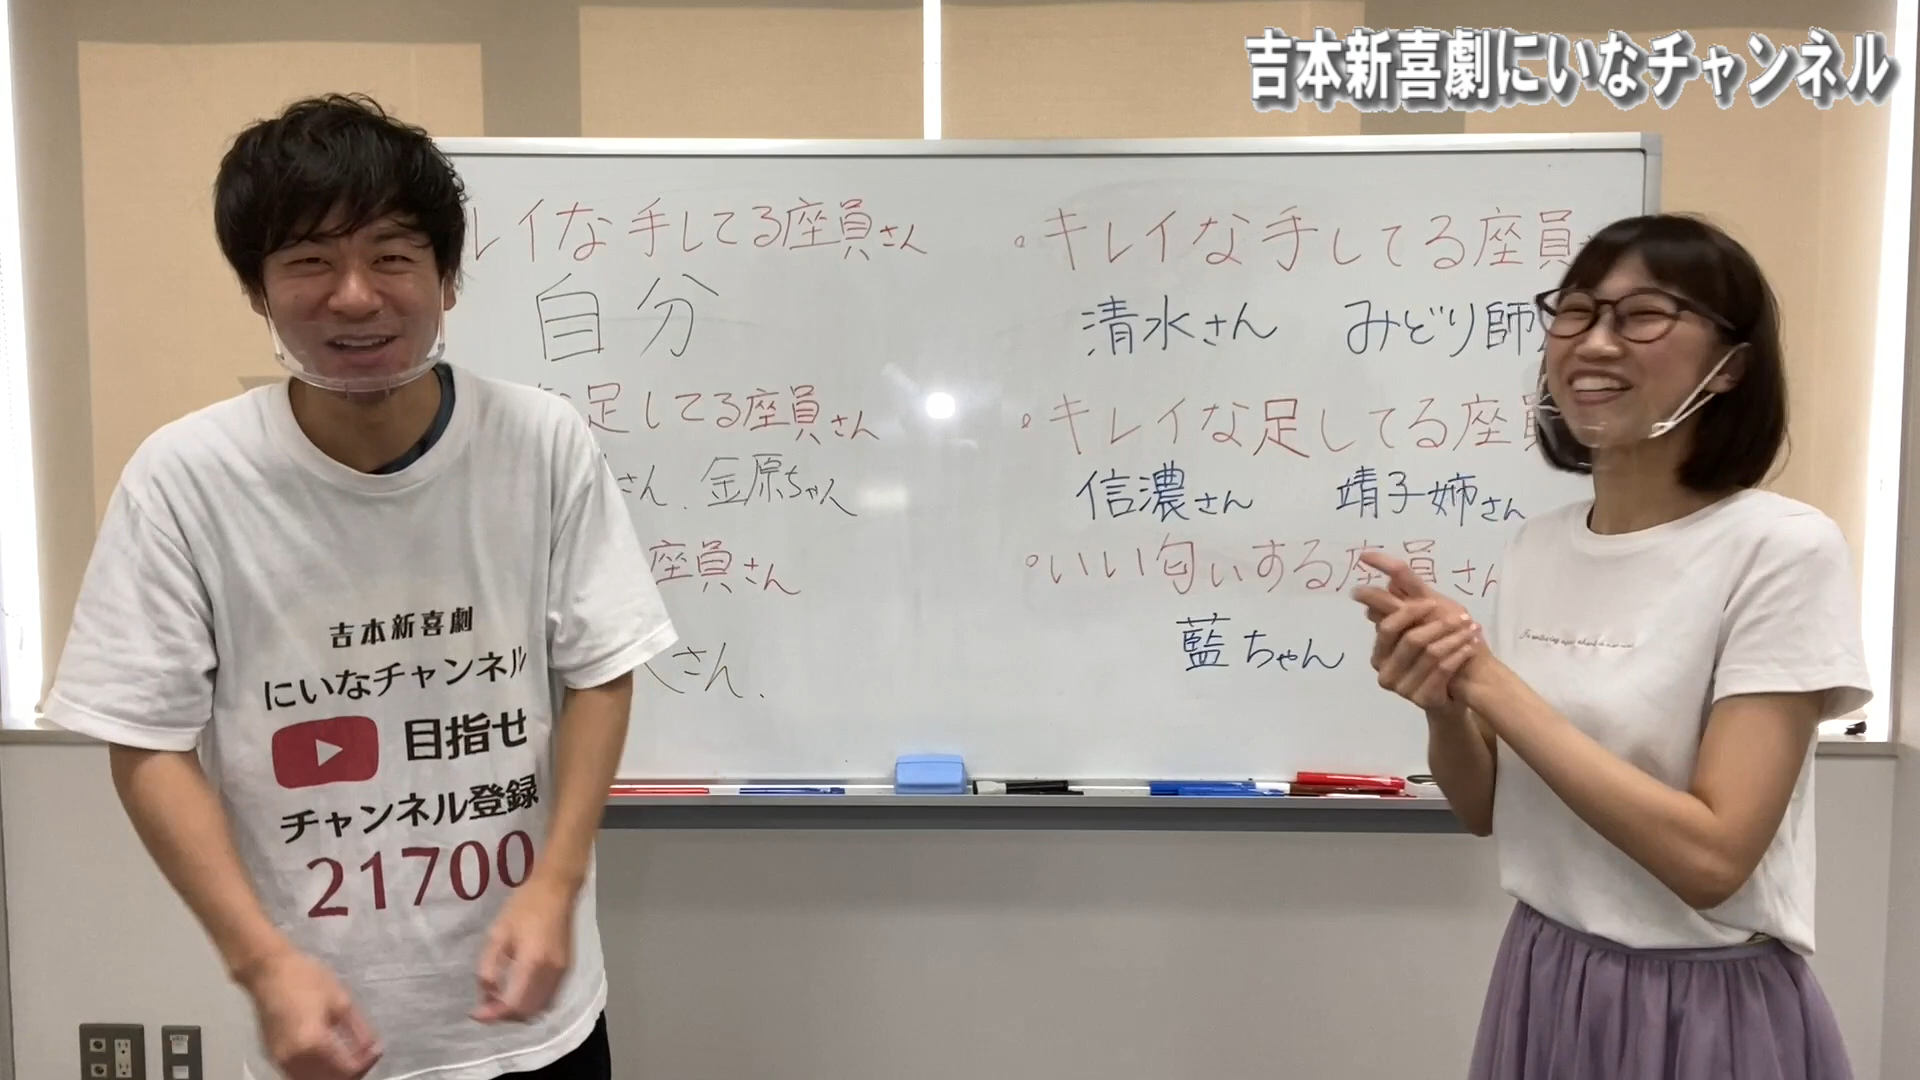 吉本新喜劇にいなチャンネル
レイな手してる座員さん
自分
足してる座員さん
さん、金原ちゃん
座員さん
さん、
・キレイな手してる座員
清水さん みどり師
・キレイな足してる座員
信濃さん 靖子姉さん
・いい匂いする座員さん
藍ちゃん
吉本新喜劇
にいなチャンネル
目指せ
チャンネル登録
21700